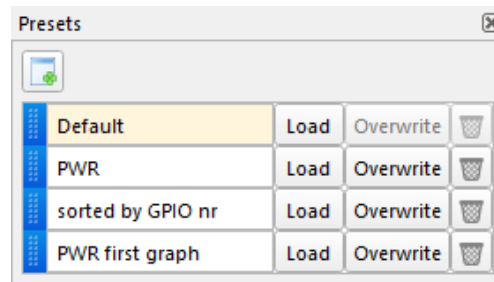 Presets
Default Load Overwrite
PWR Load Overwrite
sorted by GPIO nr Load Overwrite
PWR first graph Load Overwrite